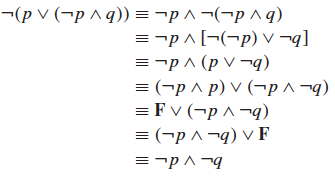 ¬(p ∨ (¬p ∧ q)) ≡ ¬p ∧ ¬(¬p ∧ q)
≡ ¬p ∧ [¬(¬p) ∨ ¬q]
≡ ¬p ∧ (p ∨ ¬q)
≡ (¬p ∧ p) ∨ (¬p ∧ ¬q)
≡ F ∨ (¬p ∧ ¬q)
≡ (¬p ∧ ¬q) ∨ F
≡ ¬p ∧ ¬q